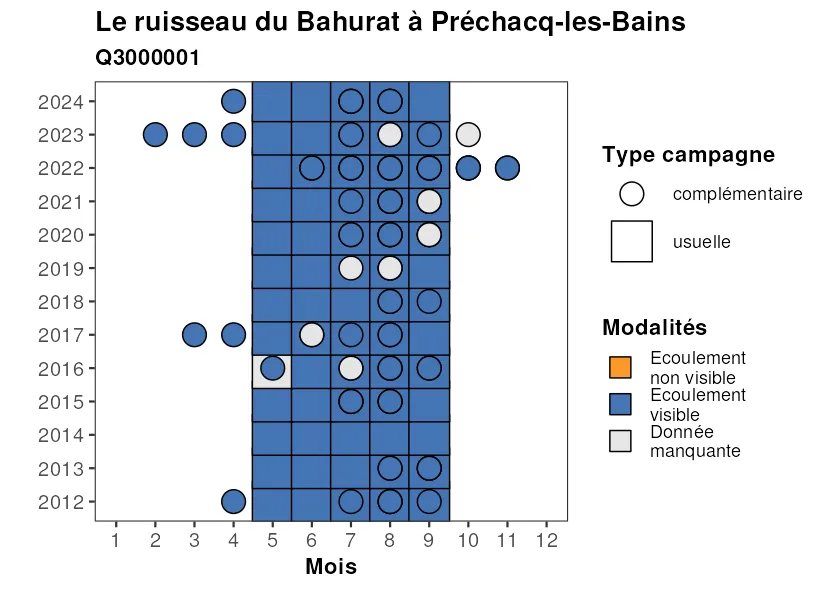 Le ruisseau du Bahurat à Préchacq-les-Bains
Q3000001
2024
2023
2022
2021
2020
2019
2018
2017
2016
2015
2014
2013
2012
1 2 3 4 5 6 7 8 9 10 11 12
Mois
Type campagne
complémentaire
usuelle
Modalités
Ecoulement
non visible
Ecoulement
visible
Donnée
manquante